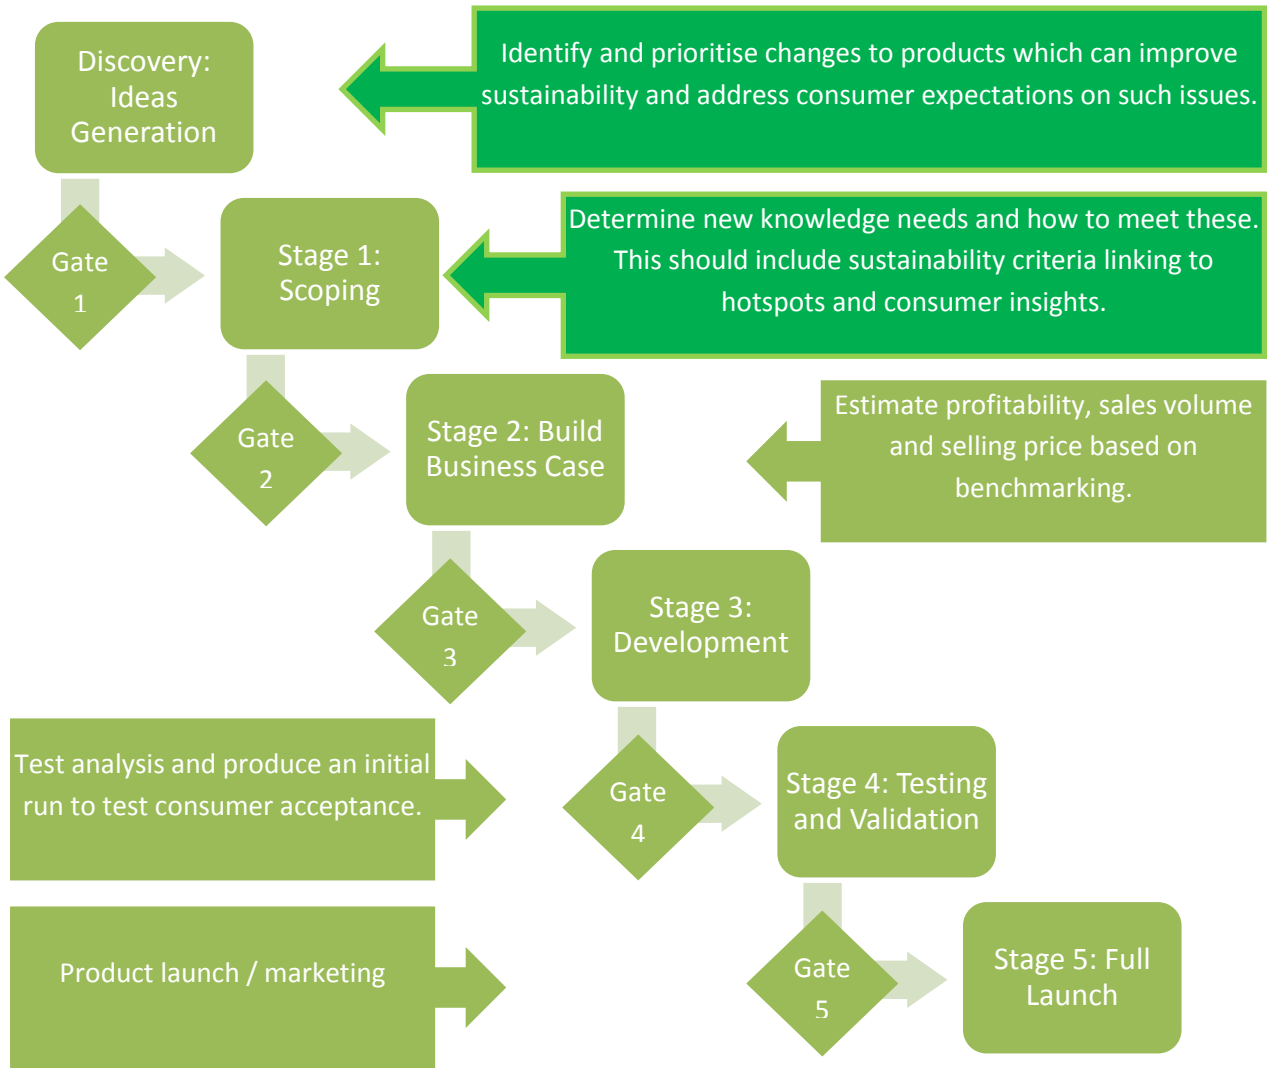 Discovery:
Ideas
Generation
Identify and prioritise changes to products which can improve
sustainability and address consumer expectations on such issues.
Gate
1
Stage 1:
Scoping
Determine new knowledge needs and how to meet these.
This should include sustainability criteria linking to
hotspots and consumer insights.
Gate
2
Stage 2: Build
Business Case
Estimate profitability, sales volume
and selling price based on
benchmarking.
Gate
3
Stage 3:
Development
Test analysis and produce an initial
run to test consumer acceptance.
Gate
4
Stage 4: Testing
and Validation
Product launch / marketing
Gate
5
Stage 5: Full
Launch